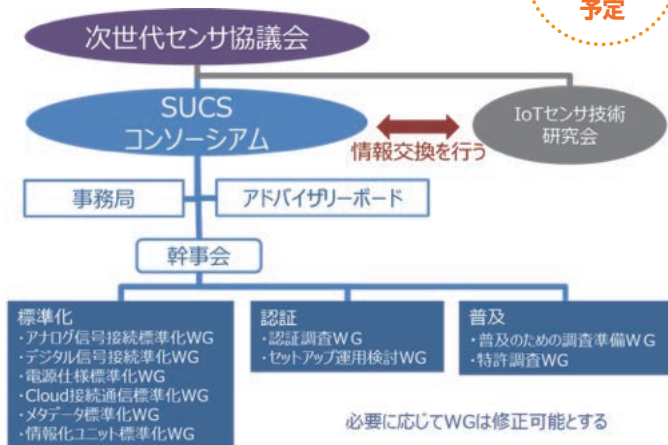 予定
次世代センサ協議会
SUCS
コンソーシアム
情報交換を行う
IoTセンサ技術
研究会
事務局
アドバイザリーボード
幹事会
標準化
・アナログ信号接続標準化WG
・デジタル信号接続準化WG
・電源仕様標準化WG
・Cloud接続通信標準化WG
・メタデータ標準化WG
・情報化ユニット標準化WG
認証
・認証調査WG
・セットアップ運用検討WG
普及
・普及のための調査準備WG
・特許調査WG
必要に応じてWGは修正可能とする